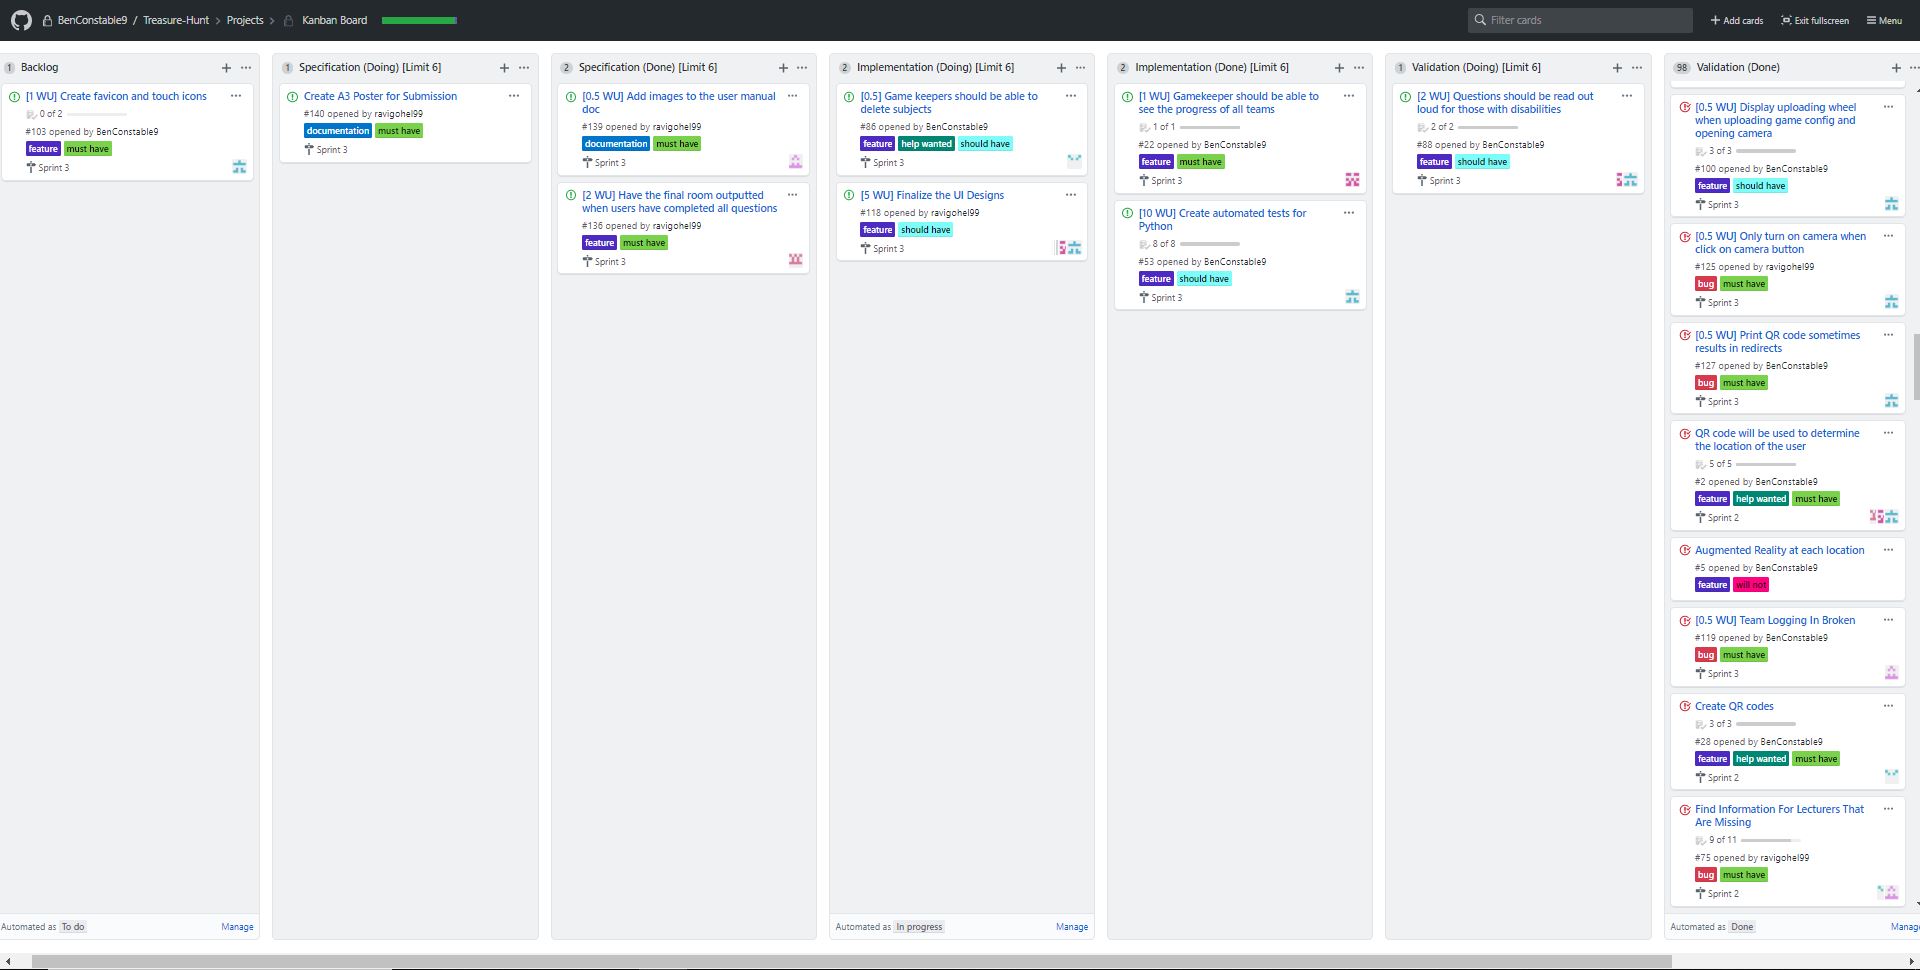 BenConstable9 / Treasure-Hunt > Projects > Kanban Board
Filter cards
Add cards
Exit fullscreen
Menu
1 Backlog
[1 WU] Create favicon and touch icons
0 of 2
#103 opened by BenConstable9
feature must have
Sprint 3
Automated as To do
Manage
1 Specification (Doing) [Limit 6]
Create A3 Poster for Submission
#140 opened by ravigohel99
documentation must have
Sprint 3
2 Specification (Done) [Limit 6]
[0.5 WU] Add images to the user manual
doc
#139 opened by ravigohel99
documentation must have
Sprint 3
[2 WU] Have the final room outputted
when users have completed all questions
#136 opened by ravigohel99
feature must have
Sprint 3
2 Implementation (Doing) [Limit 6]
[0.5] Game keepers should be able to
delete subjects
#86 opened by BenConstable9
feature help wanted should have
Sprint 3
[5 WU] Finalize the UI Designs
#118 opened by ravigohel99
feature should have
Sprint 3
Automated as In progress
Manage
2 Implementation (Done) [Limit 6]
[1 WU] Gamekeeper should be able to
see the progress of all teams
1 of 1
#22 opened by BenConstable9
feature must have
Sprint 3
[10 WU] Create automated tests for
Python
8 of 8
#53 opened by BenConstable9
feature should have
Sprint 3
1 Validation (Doing) [Limit 6]
[2 WU] Questions should be read out
loud for those with disabilities
2 of 2
#88 opened by BenConstable9
feature should have
Sprint 3
98 Validation (Done)
[0.5 WU] Display uploading wheel
when uploading game config and
opening camera
3 of 3
#100 opened by BenConstable9
feature should have
Sprint 3
[0.5 WU] Only turn on camera when
click on camera button
#125 opened by ravigohel99
bug must have
Sprint 3
[0.5 WU] Print QR code sometimes
results in redirects
#127 opened by BenConstable9
bug must have
Sprint 3
QR code will be used to determine
the location of the user
5 of 5
#2 opened by BenConstable9
feature help wanted must have
Sprint 2
Augmented Reality at each location
#5 opened by BenConstable9
feature will not
[0.5 WU] Team Logging In Broken
#119 opened by BenConstable9
bug must have
Sprint 3
Create QR codes
3 of 3
#28 opened by BenConstable9
feature help wanted must have
Sprint 2
Find Information For Lecturers That
Are Missing
9 of 11
#75 opened by ravigohel99
bug must have
Sprint 2
Automated as Done
Manag